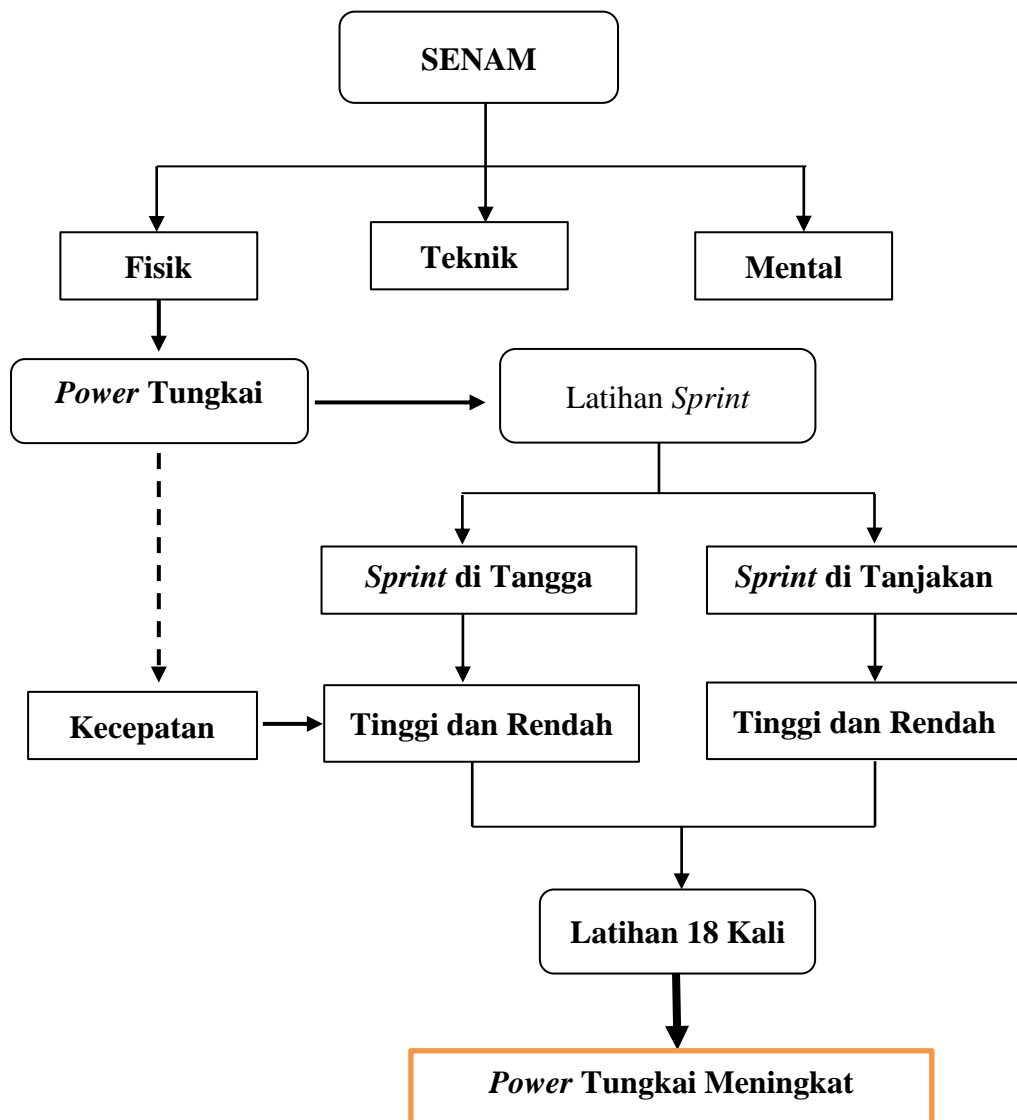 SENAM
Fisik
Teknik
Mental
Power Tungkai
Latihan Sprint
Sprint di Tangga
Sprint di Tanjakan
Kecepatan
Tinggi dan Rendah
Tinggi dan Rendah
Latihan 18 Kali
Power Tungkai Meningkat